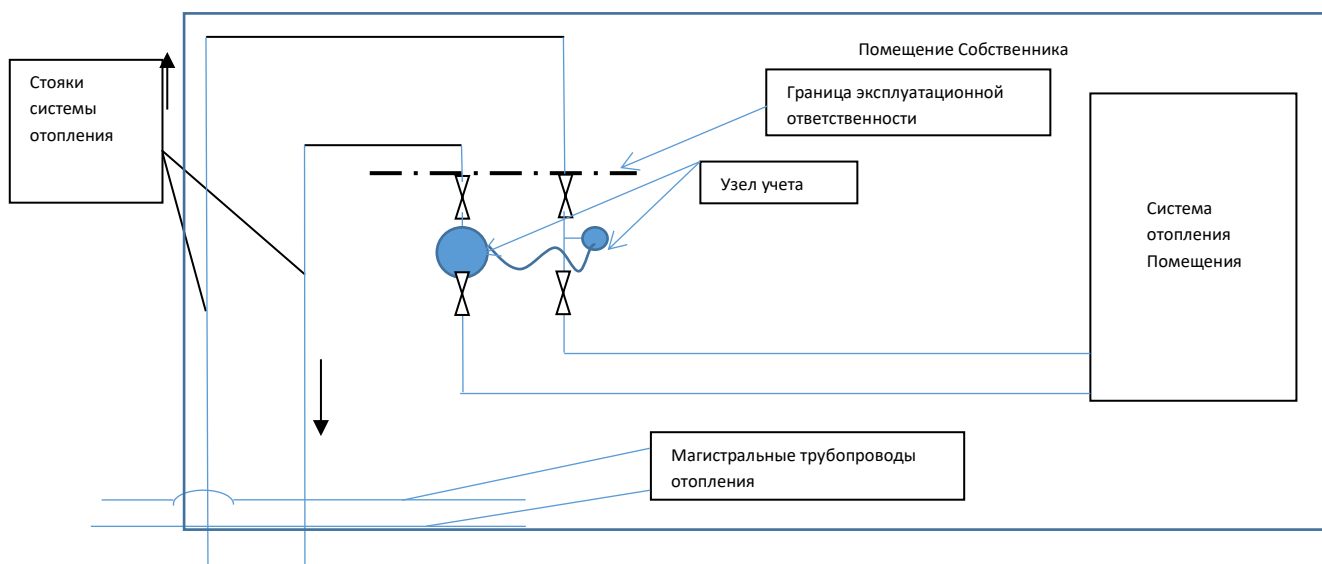 Помещение Собственника
Стояки
системы
отопления
Граница эксплуатационной
ответственности
Узел учета
Система
отопления
Помещения
Магистральные трубопроводы
отопления